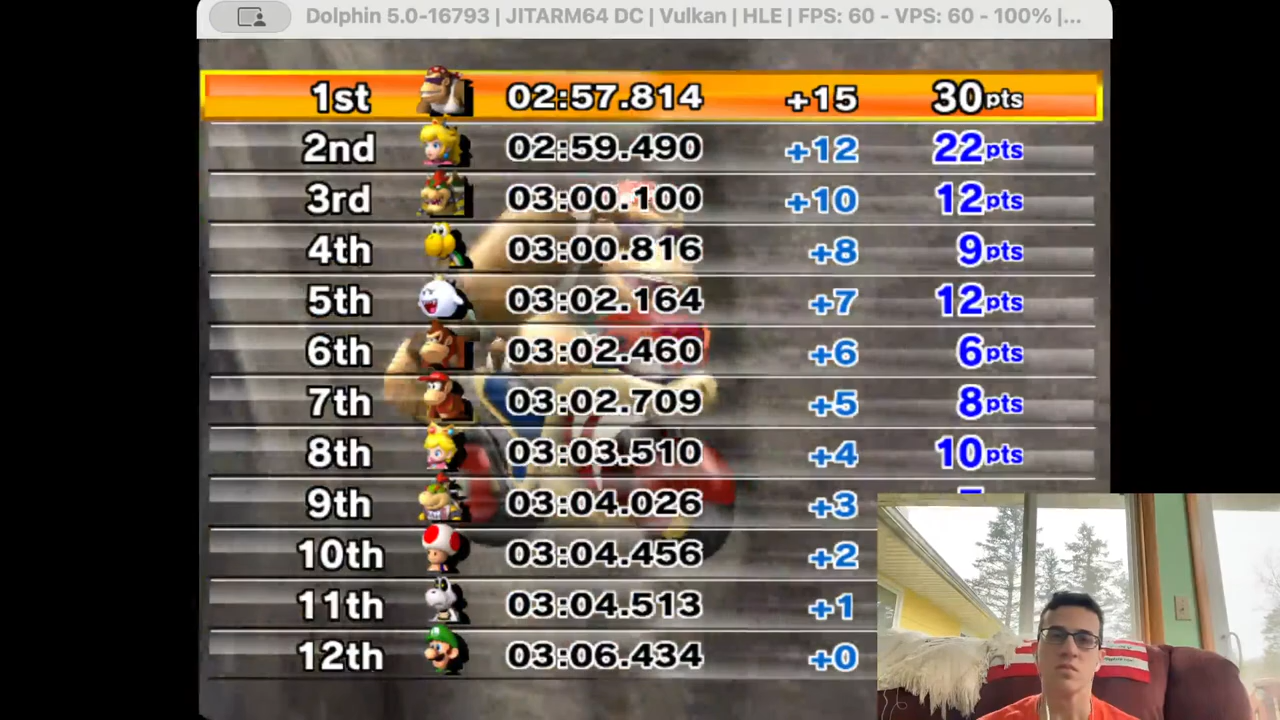 Dolphin 5.0-16793 | JITARM64 DC | Vulkan | HLE | FPS: 60 - VPS: 60 - 100% |...
1st 02:57.814 +15 30pts
2nd 02:59.490 +12 22pts
3rd 03:00.100 +10 12pts
4th 03:00.816 +8 9pts
5th 03:02.164 +7 12pts
6th 03:02.460 +6 6pts
7th 03:02.709 +5 8pts
8th 03:03.510 +4 10pts
9th 03:04.026 +3
10th 03:04.456 +2
11th 03:04.513 +1
12th 03:06.434 +0